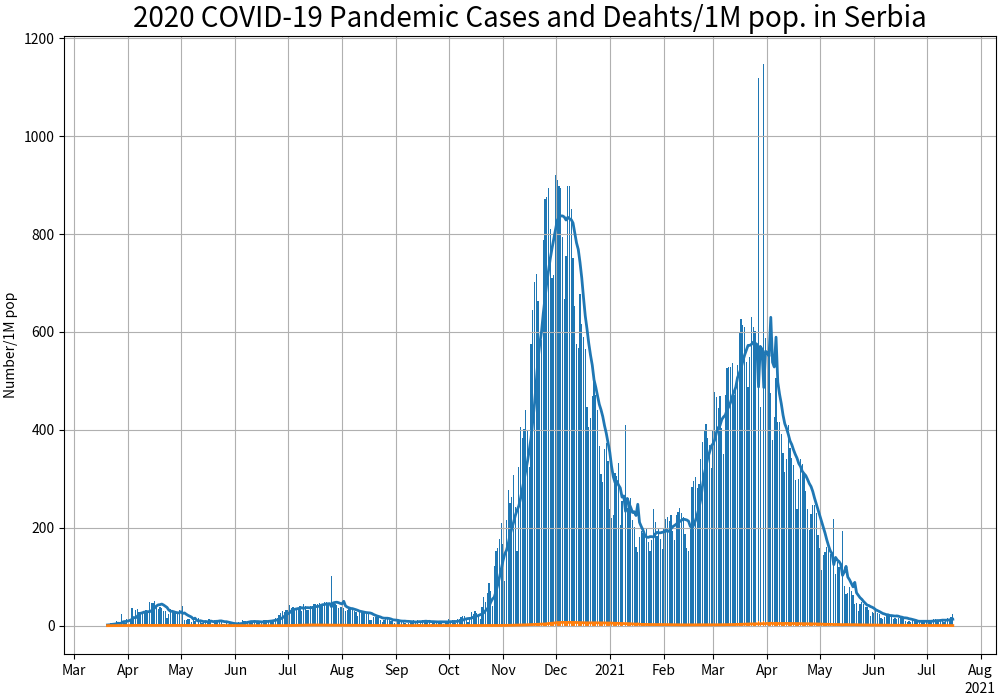 2020 COVID-19 Pandemic Cases and Deahts/1M pop. in Serbia
Number/1M pop
1200
1000
800
600
400
200
0
Mar Apr May Jun Jul Aug Sep Oct Nov Dec 2021 Feb Mar Apr May Jun Jul Aug
2021